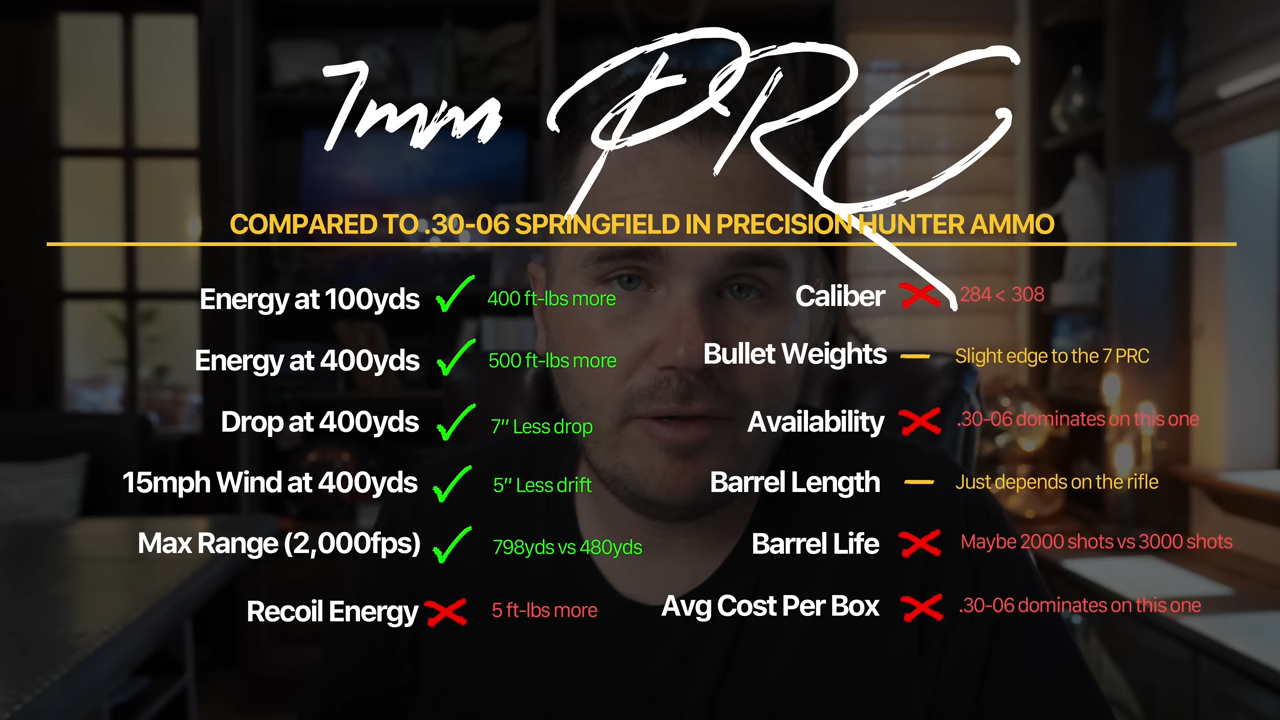 7mm PRC
COMPARED TO .30-06 SPRINGFIELD IN PRECISION HUNTER AMMO
Energy at 100yds 400 ft-lbs more
Energy at 400yds 500 ft-lbs more
Drop at 400yds 7" Less drop
15mph Wind at 400yds 5" Less drift
Max Range (2,000fps) 798yds vs 480yds
Recoil Energy 5 ft-lbs more
Caliber 284 < 308
Bullet Weights Slight edge to the 7 PRC
Availability .30-06 dominates on this one
Barrel Length Just depends on the rifle
Barrel Life Maybe 2000 shots vs 3000 shots
Avg Cost Per Box .30-06 dominates on this one